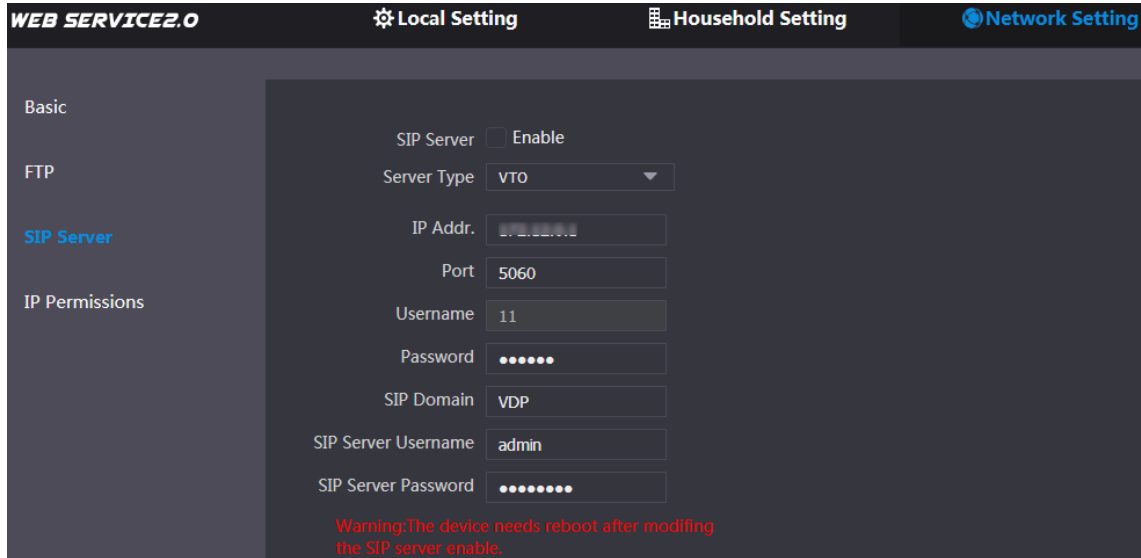 WEB SERVICE2.0
Local Setting
Household Setting
Network Setting
Basic
FTP
SIP Server
IP Permissions
SIP Server Enable
Server Type VTO
IP Addr.
Port 5060
Username 11
Password ••••••
SIP Domain VDP
SIP Server Username admin
SIP Server Password ••••••••
Warning:The device needs reboot after modifing
the SIP server enable.